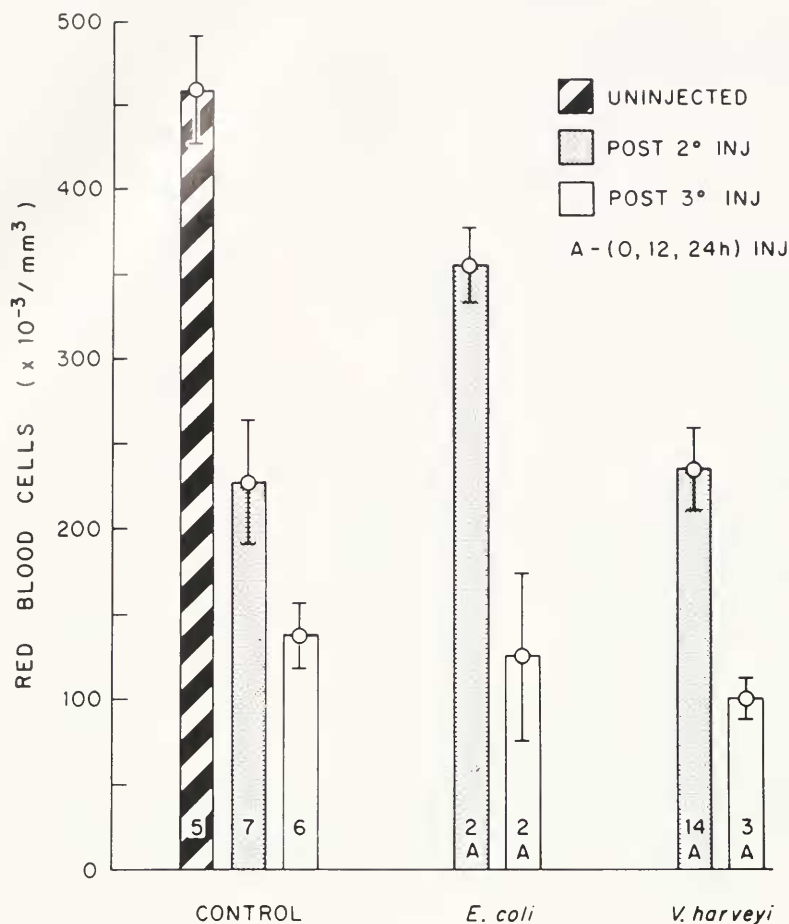 RED BLOOD CELLS (x 10⁻³/mm³)
500
400
300
200
100
0
UNINJECTED
POST 2° INJ
POST 3° INJ
A-(0, 12, 24h) INJ
5
7
6
2
A
2
A
14
A
3
A
CONTROL
E. coli
V. harveyi